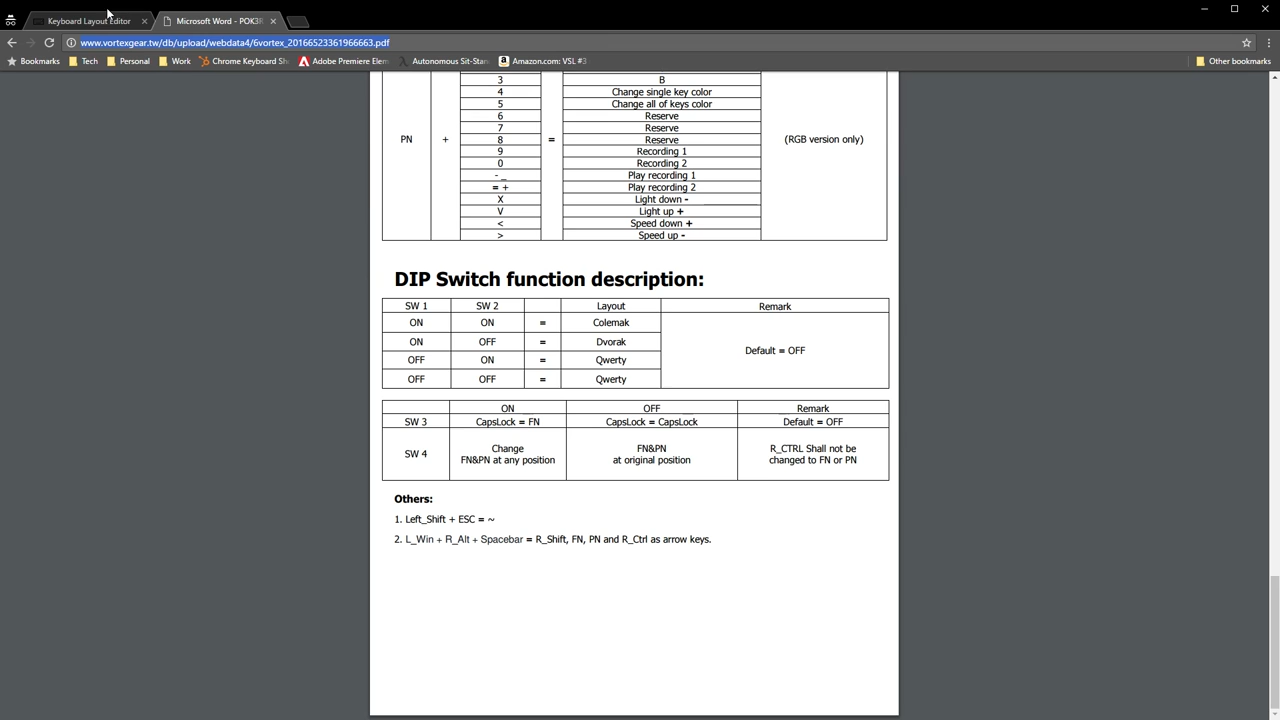 Keyboard Layout Editor
Microsoft Word - POK3R
www.vortexgear.tw/db/upload/webdata4/6vortex_20166523361966663.pdf
Bookmarks Tech Personal Work Chrome Keyboard Sh Adobe Premiere Elem Autonomous Sit-Stan Amazon.com: VSL #3 Other bookmarks
3 B
4 Change single key color
5 Change all of keys color
6 Reserve
7 Reserve
PN + 8 = Reserve (RGB version only)
9 Recording 1
0 Recording 2
- _ Play recording 1
= + Play recording 2
X Light down -
V Light up +
< Speed down +
> Speed up -
DIP Switch function description:
SW 1 SW 2 Layout Remark
ON ON = Colemak
ON OFF = Dvorak
Default = OFF
OFF ON = Qwerty
OFF OFF = Qwerty
ON OFF Remark
SW 3 CapsLock = FN CapsLock = CapsLock Default = OFF
SW 4 Change FN&PN R_CTRL Shall not be
FN&PN at any position at original position changed to FN or PN
Others:
1. Left_Shift + ESC = ~
2. L_Win + R_Alt + Spacebar = R_Shift, FN, PN and R_Ctrl as arrow keys.